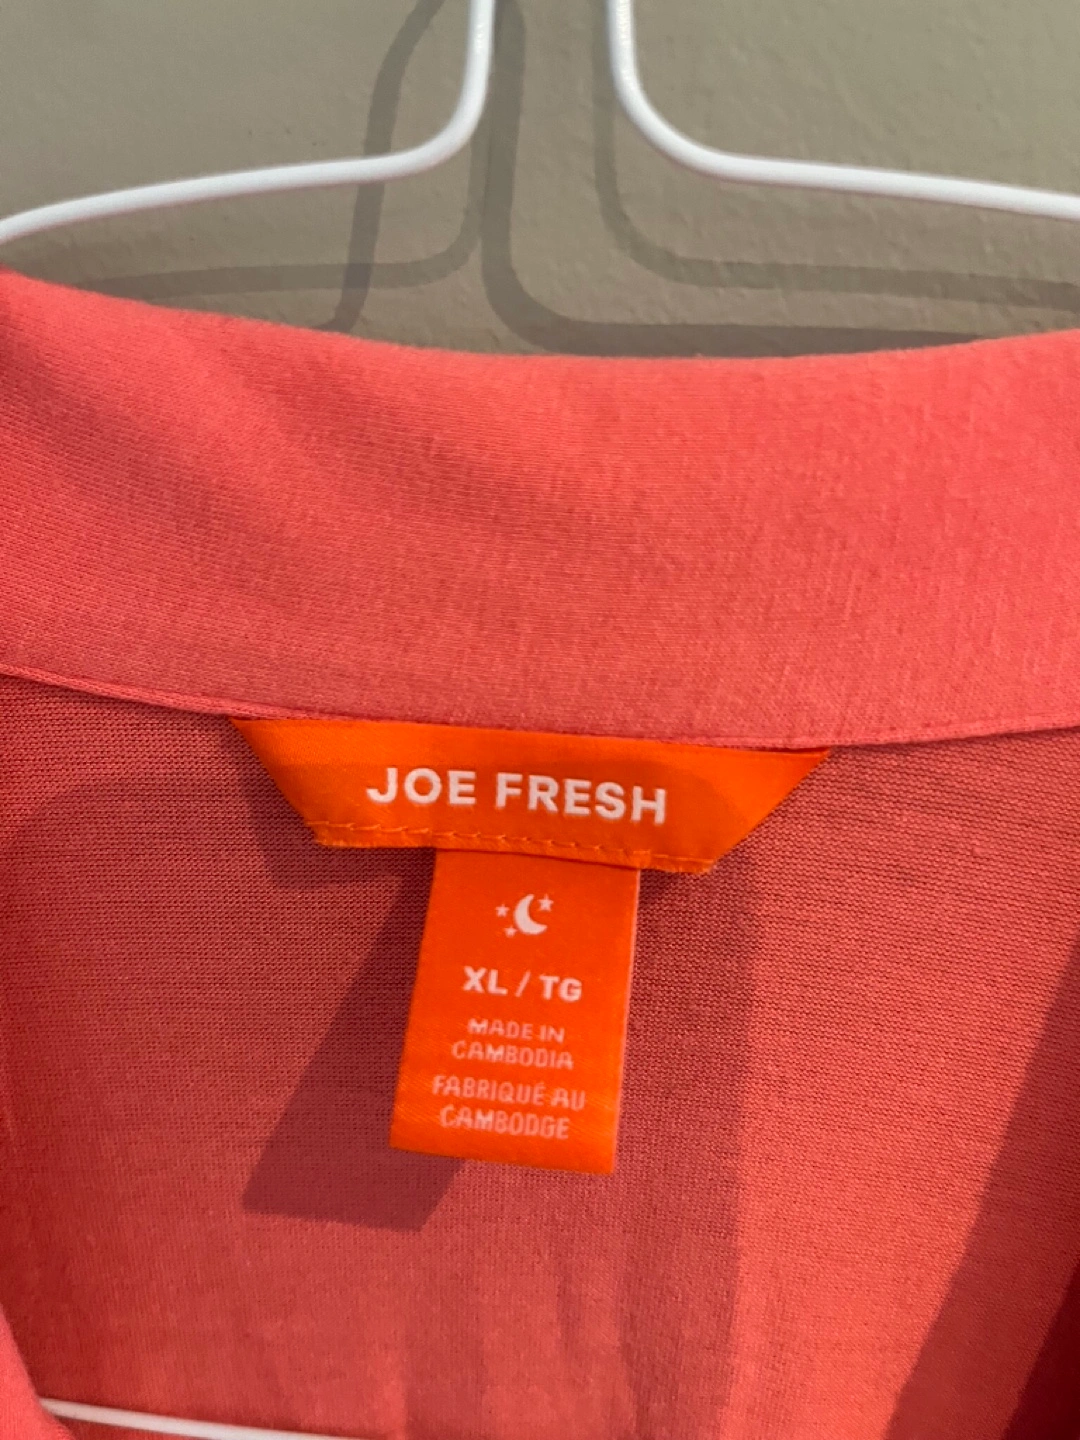 JOE FRESH
XL / TG
MADE IN
CAMBODIA
FABRIQUÉ AU
CAMBODGE